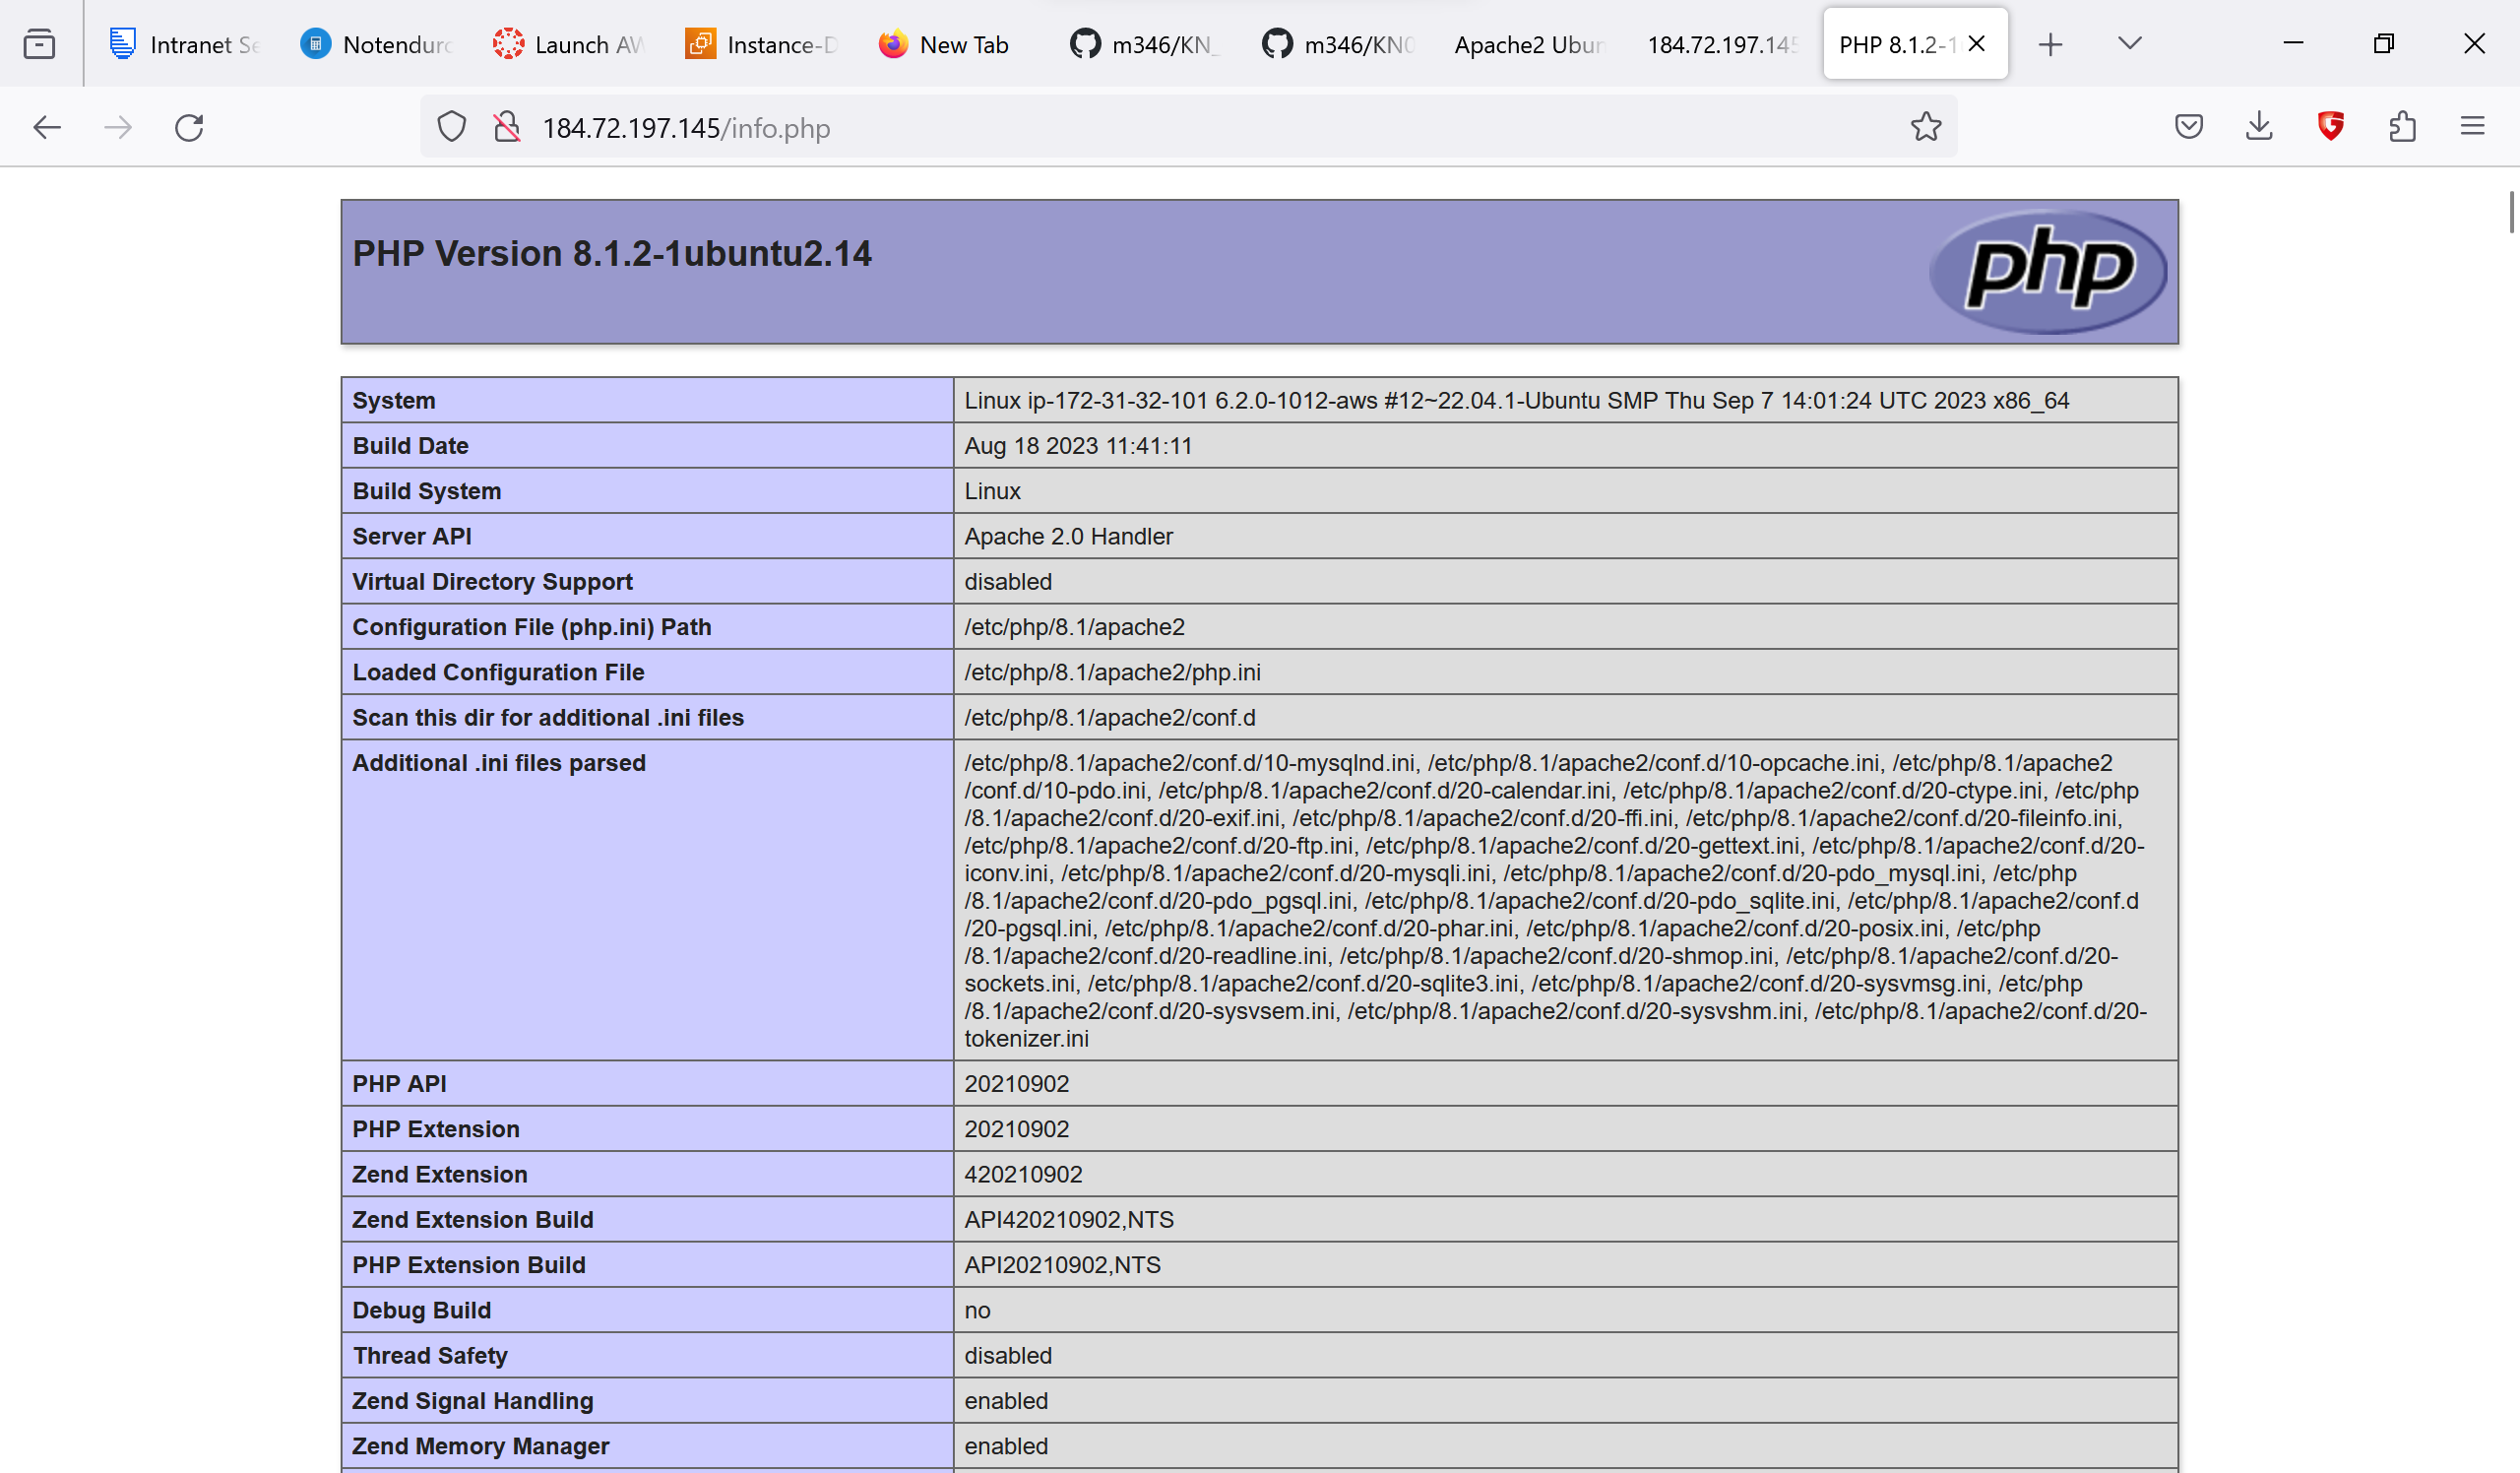 Intranet Se
Notendurc
Launch AW
Instance-D
New Tab
m346/KN_
m346/KN0
Apache2 Ubun
184.72.197.145
PHP 8.1.2-1
184.72.197.145/info.php
PHP Version 8.1.2-1ubuntu2.14
php
System Linux ip-172-31-32-101 6.2.0-1012-aws #12~22.04.1-Ubuntu SMP Thu Sep 7 14:01:24 UTC 2023 x86_64
Build Date Aug 18 2023 11:41:11
Build System Linux
Server API Apache 2.0 Handler
Virtual Directory Support disabled
Configuration File (php.ini) Path /etc/php/8.1/apache2
Loaded Configuration File /etc/php/8.1/apache2/php.ini
Scan this dir for additional .ini files /etc/php/8.1/apache2/conf.d
Additional .ini files parsed /etc/php/8.1/apache2/conf.d/10-mysqlnd.ini, /etc/php/8.1/apache2/conf.d/10-opcache.ini, /etc/php/8.1/apache2
/conf.d/10-pdo.ini, /etc/php/8.1/apache2/conf.d/20-calendar.ini, /etc/php/8.1/apache2/conf.d/20-ctype.ini, /etc/php
/8.1/apache2/conf.d/20-exif.ini, /etc/php/8.1/apache2/conf.d/20-ffi.ini, /etc/php/8.1/apache2/conf.d/20-fileinfo.ini,
/etc/php/8.1/apache2/conf.d/20-ftp.ini, /etc/php/8.1/apache2/conf.d/20-gettext.ini, /etc/php/8.1/apache2/conf.d/20-
iconv.ini, /etc/php/8.1/apache2/conf.d/20-mysqli.ini, /etc/php/8.1/apache2/conf.d/20-pdo_mysql.ini, /etc/php
/8.1/apache2/conf.d/20-pdo_pgsql.ini, /etc/php/8.1/apache2/conf.d/20-pdo_sqlite.ini, /etc/php/8.1/apache2/conf.d
/20-pgsql.ini, /etc/php/8.1/apache2/conf.d/20-phar.ini, /etc/php/8.1/apache2/conf.d/20-posix.ini, /etc/php
/8.1/apache2/conf.d/20-readline.ini, /etc/php/8.1/apache2/conf.d/20-shmop.ini, /etc/php/8.1/apache2/conf.d/20-
sockets.ini, /etc/php/8.1/apache2/conf.d/20-sqlite3.ini, /etc/php/8.1/apache2/conf.d/20-sysvmsg.ini, /etc/php
/8.1/apache2/conf.d/20-sysvsem.ini, /etc/php/8.1/apache2/conf.d/20-sysvshm.ini, /etc/php/8.1/apache2/conf.d/20-
tokenizer.ini
PHP API 20210902
PHP Extension 20210902
Zend Extension 420210902
Zend Extension Build API420210902,NTS
PHP Extension Build API20210902,NTS
Debug Build no
Thread Safety disabled
Zend Signal Handling enabled
Zend Memory Manager enabled